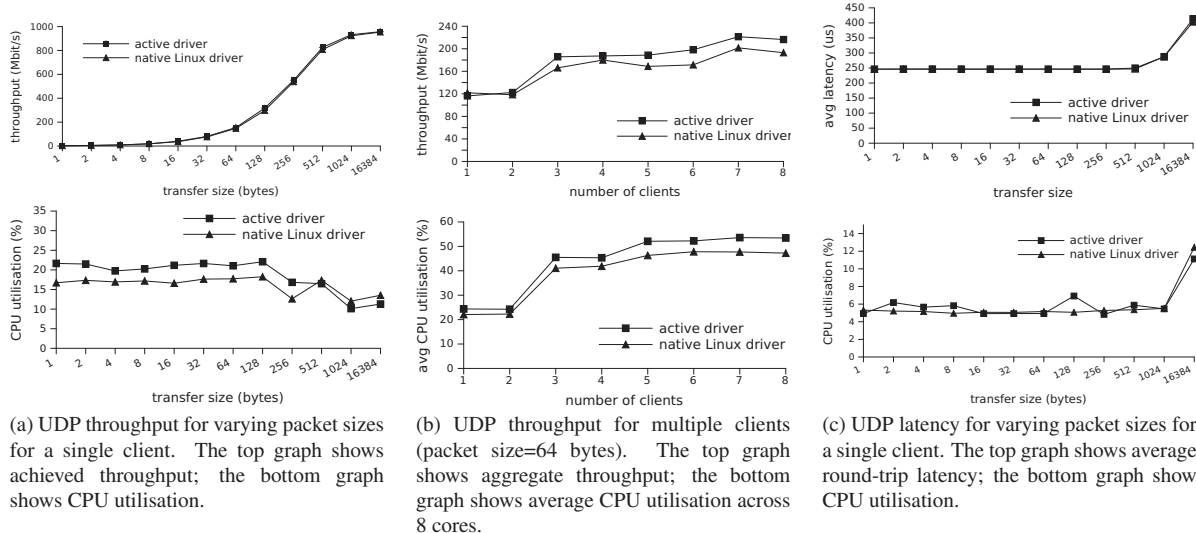 1000
800
600
400
200
0
throughput (Mbit/s)
active driver
native Linux driver
1 2 4 8 16 32 64 128 256 512 1024 16384
transfer size (bytes)
35
30
25
20
15
10
5
0
CPU utilisation (%)
active driver
native Linux driver
1 2 4 8 16 32 64 128 256 512 1024 16384
transfer size (bytes)
(a) UDP throughput for varying packet sizes
for a single client. The top graph shows
achieved throughput; the bottom graph
shows CPU utilisation.
240
200
160
120
80
40
0
throughput (Mbit/s)
active driver
native Linux driver
1 2 3 4 5 6 7 8
number of clients
60
50
40
30
20
10
0
avg CPU utilisation (%)
active driver
native Linux driver
1 2 3 4 5 6 7 8
number of clients
(b) UDP throughput for multiple clients
(packet size=64 bytes). The top graph
shows aggregate throughput; the bottom
graph shows average CPU utilisation across
8 cores.
450
400
350
300
250
200
150
100
50
0
avg latency (us)
active driver
native Linux driver
1 2 4 8 16 32 64 128 256 512 1024 16384
transfer size
14
12
10
8
6
4
2
0
CPU utilisation (%)
active driver
native Linux driver
1 2 4 8 16 32 64 128 256 512 1024 16384
transfer size (bytes)
(c) UDP latency for varying packet sizes for
a single client. The top graph shows average
round-trip latency; the bottom graph show
CPU utilisation.